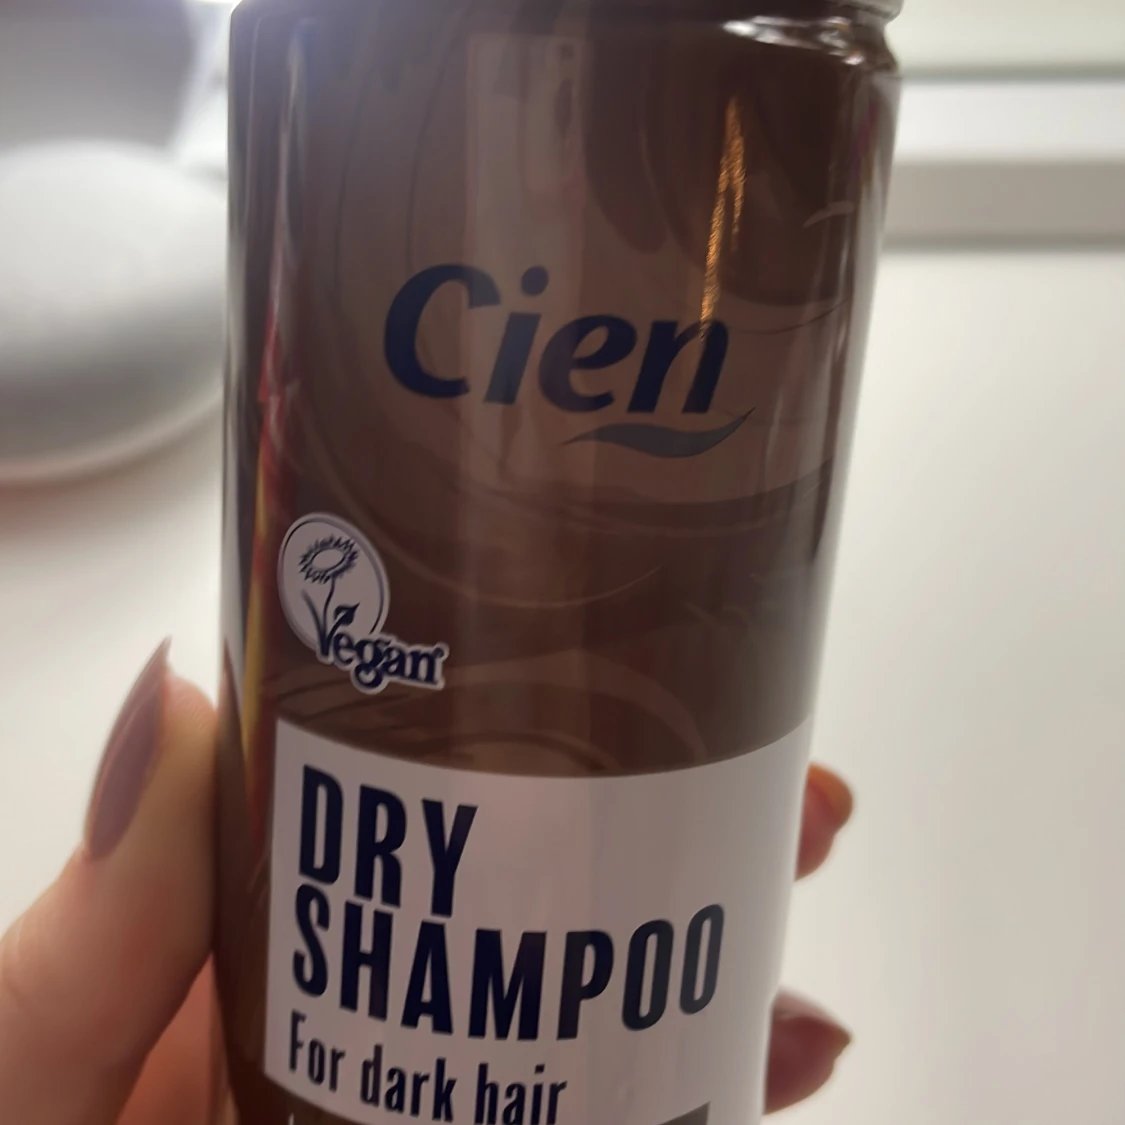 Cien
Vegan
DRY
SHAMPOO
For dark hair